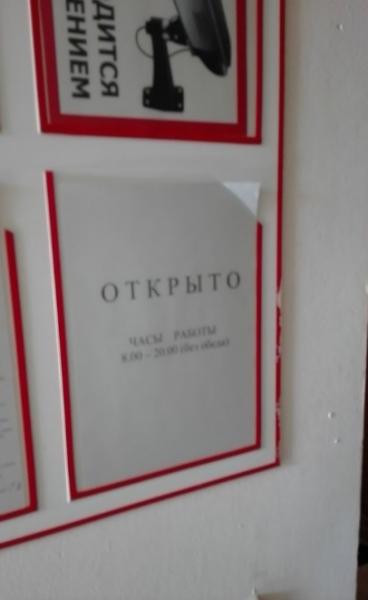 ДИТСЯ
ЕНИЕМ
ОТКРЫТО
ЧАСЫ РАБОТЫ
8.00 – 20.00 (без обеда)